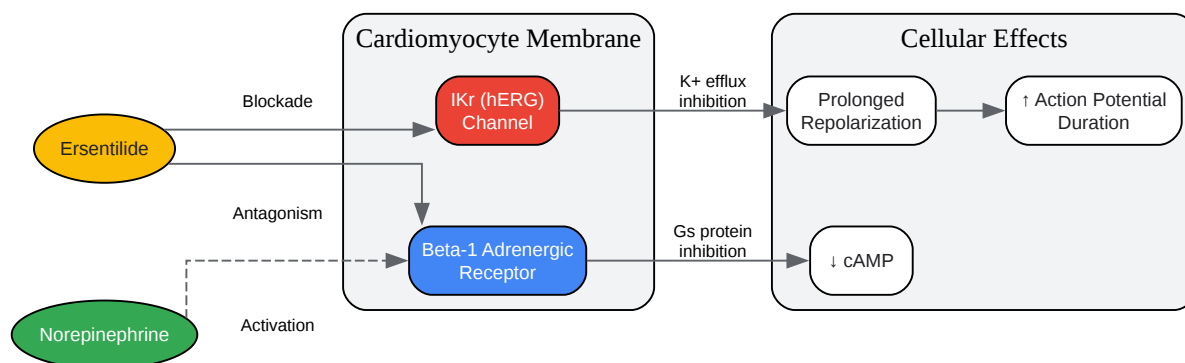 Cardiomyocyte Membrane
Cellular Effects
Blockade
IKr (hERG)
Channel
K+ efflux
inhibition
Prolonged
Repolarization
↑ Action Potential
Duration
Ersentilide
Antagonism
Beta-1 Adrenergic
Receptor
Gs protein
inhibition
↓ cAMP
Norepinephrine
Activation